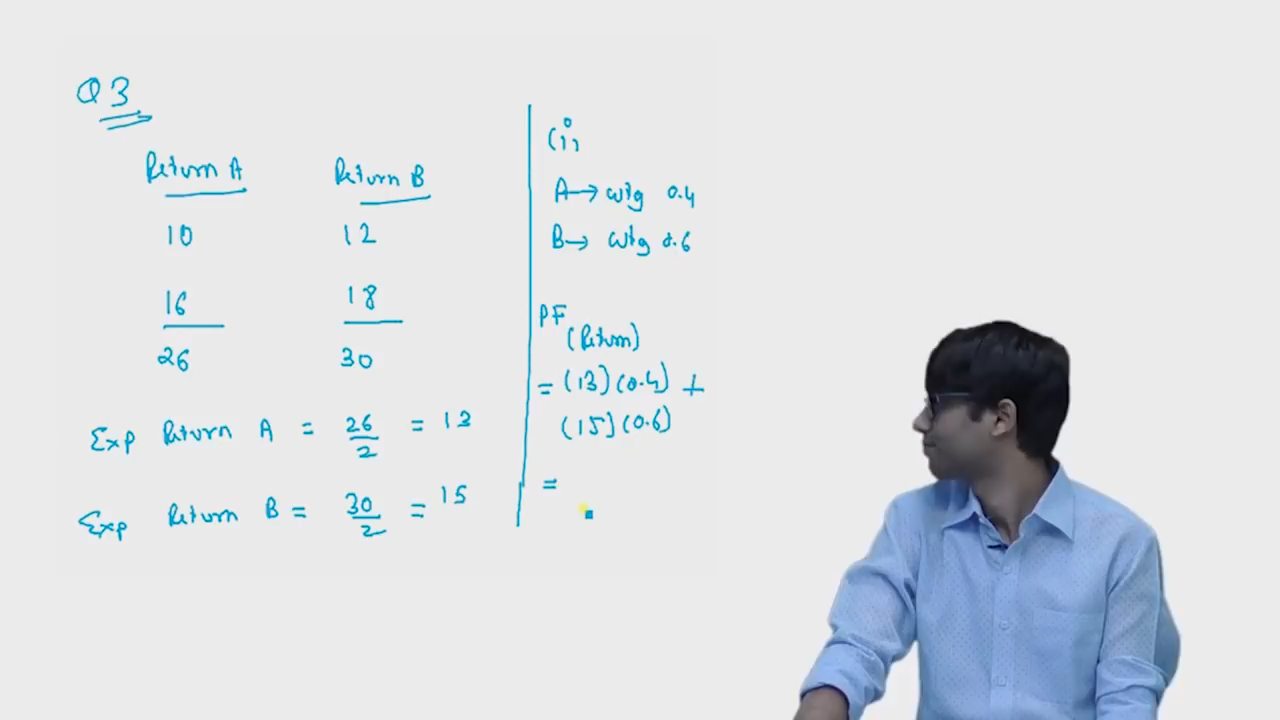 Q3
Return A Return B
10 12
16 18
26 30
Exp Return A = 26/2 = 13
Exp Return B = 30/2 = 15
(i)
A → wtg 0.4
B → wtg 0.6
PF (Return)
= (13)(0.4) +
(15)(0.6)
=